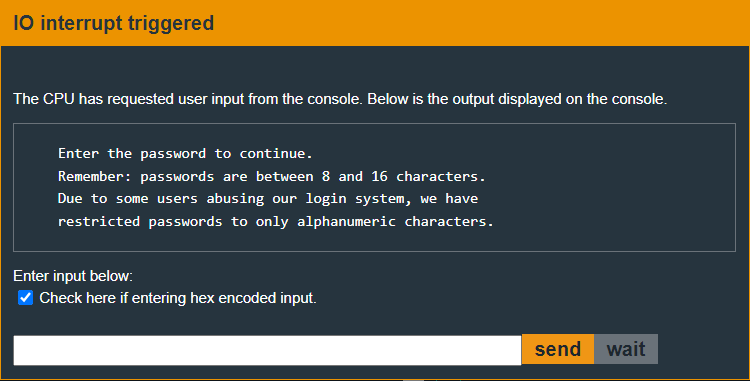 IO interrupt triggered
The CPU has requested user input from the console. Below is the output displayed on the console.
Enter the password to continue.
Remember: passwords are between 8 and 16 characters.
Due to some users abusing our login system, we have
restricted passwords to only alphanumeric characters.
Enter input below:
Check here if entering hex encoded input.
send wait